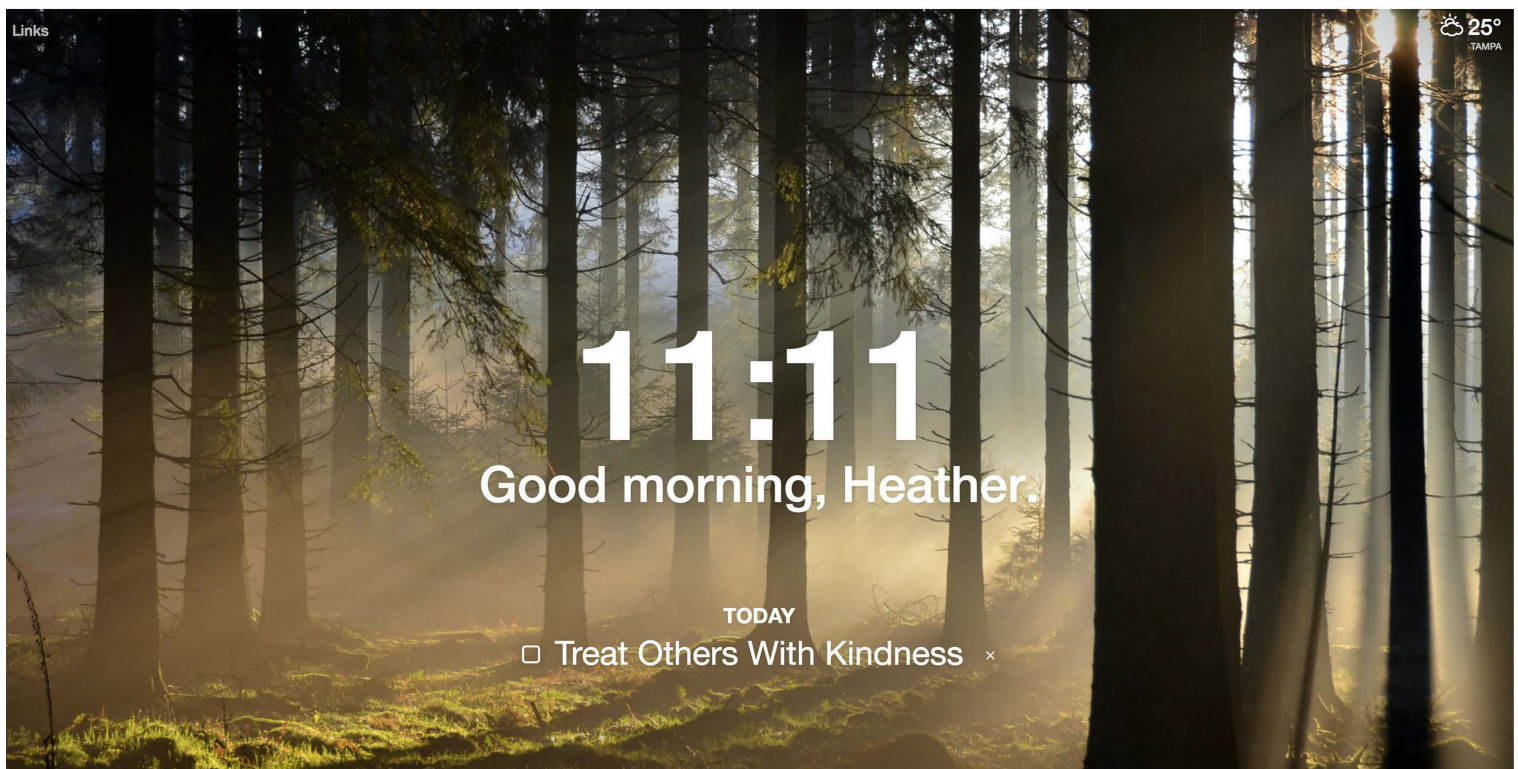 Links
25°
TAMPA
11:11
Good morning, Heather.
TODAY
Treat Others With Kindness